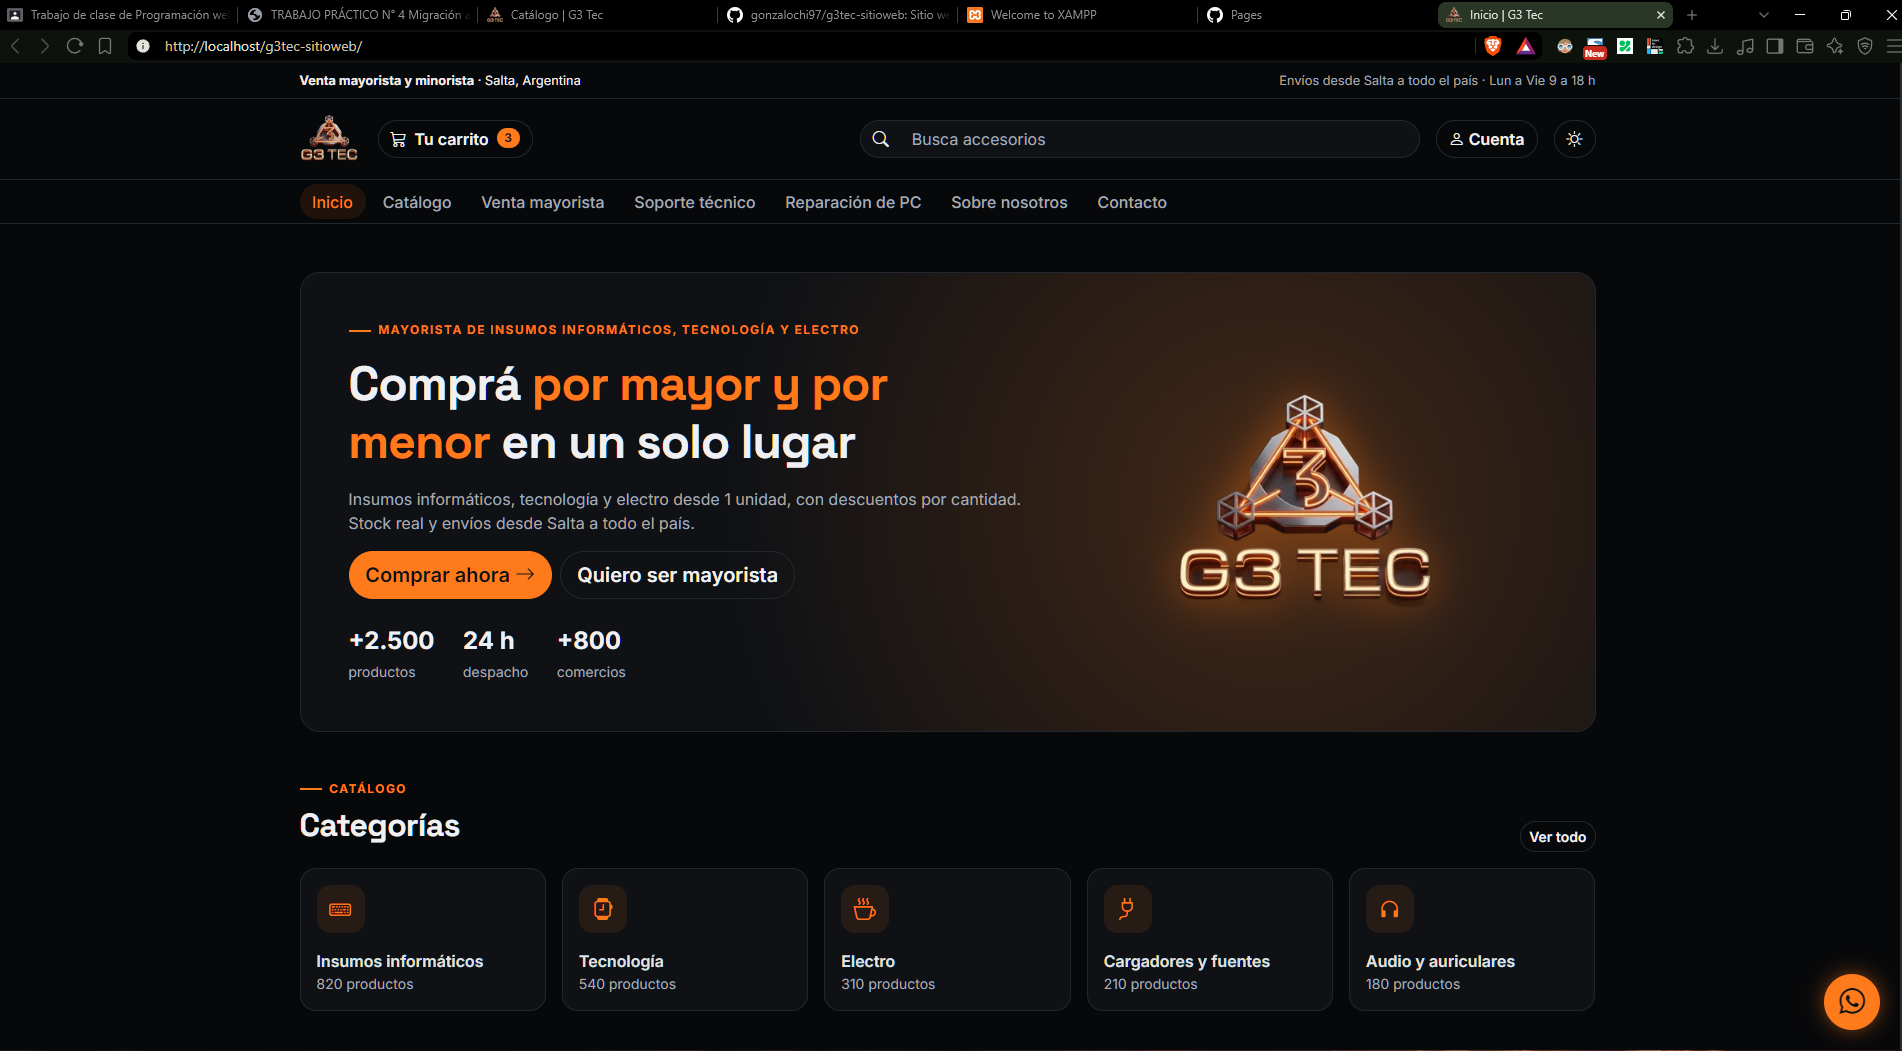 Trabajo de clase de Programación we
TRABAJO PRÁCTICO N° 4 Migración a
Catálogo | G3 Tec
gonzalochi97/g3tec-sitioweb: Sitio we
Welcome to XAMPP
Pages
Inicio | G3 Tec
http://localhost/g3tec-sitioweb/
New
Venta mayorista y minorista · Salta, Argentina
Envíos desde Salta a todo el país · Lun a Vie 9 a 18 h
3
G3 TEC
Tu carrito 3
Busca accesorios
Cuenta
Inicio
Catálogo
Venta mayorista
Soporte técnico
Reparación de PC
Sobre nosotros
Contacto
MAYORISTA DE INSUMOS INFORMÁTICOS, TECNOLOGÍA Y ELECTRO
Comprá por mayor y por
menor en un solo lugar
Insumos informáticos, tecnología y electro desde 1 unidad, con descuentos por cantidad.
Stock real y envíos desde Salta a todo el país.
Comprar ahora →
Quiero ser mayorista
+2.500
productos
24 h
despacho
+800
comercios
3
G3 TEC
CATÁLOGO
Categorías
Ver todo
Insumos informáticos
820 productos
Tecnología
540 productos
Electro
310 productos
Cargadores y fuentes
210 productos
Audio y auriculares
180 productos